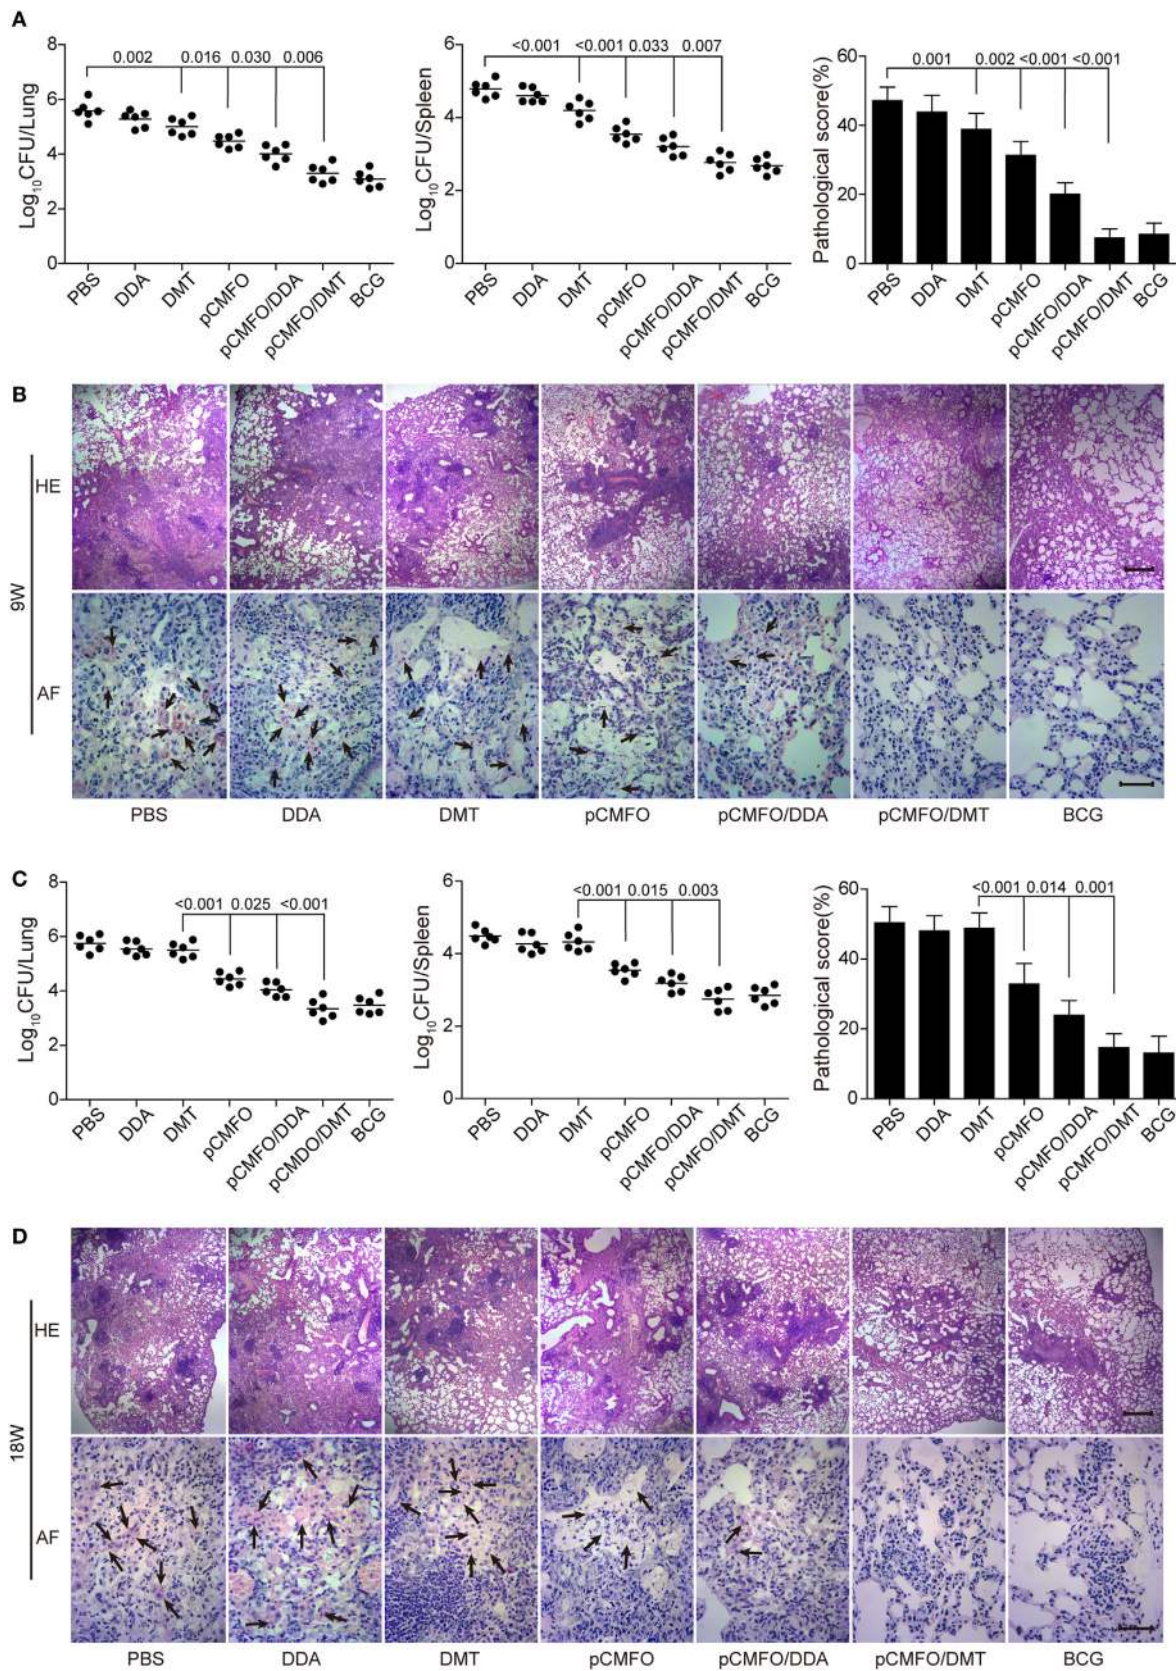 A
8
6
4
2
0
Log10CFU/Lung
0.002 0.016 0.030 0.006
PBS
DDA
DMT
pCMFO
pCMFO/DDA
pCMFO/DMT
BCG
6
4
2
0
Log10CFU/Spleen
<0.001 <0.001 0.033 0.007
PBS
DDA
DMT
pCMFO
pCMFO/DDA
pCMFO/DMT
BCG
60
40
20
0
Pathological score(%)
0.001 0.002 <0.001 <0.001
PBS
DDA
DMT
pCMFO
pCMFO/DDA
pCMFO/DMT
BCG
B
9W
HE
AF
PBS DDA DMT pCMFO pCMFO/DDA pCMFO/DMT BCG
C
8
6
4
2
0
Log10CFU/Lung
<0.001 0.025 <0.001
PBS
DDA
DMT
pCMFO
pCMFO/DDA
pCMDO/DMT
BCG
6
4
2
0
Log10CFU/Spleen
<0.001 0.015 0.003
PBS
DDA
DMT
pCMFO
pCMFO/DDA
pCMFO/DMT
BCG
60
40
20
0
Pathological score(%)
<0.001 0.014 0.001
PBS
DDA
DMT
pCMFO
pCMFO/DDA
pCMFO/DMT
BCG
D
18W
HE
AF
PBS DDA DMT pCMFO pCMFO/DDA pCMFO/DMT BCG